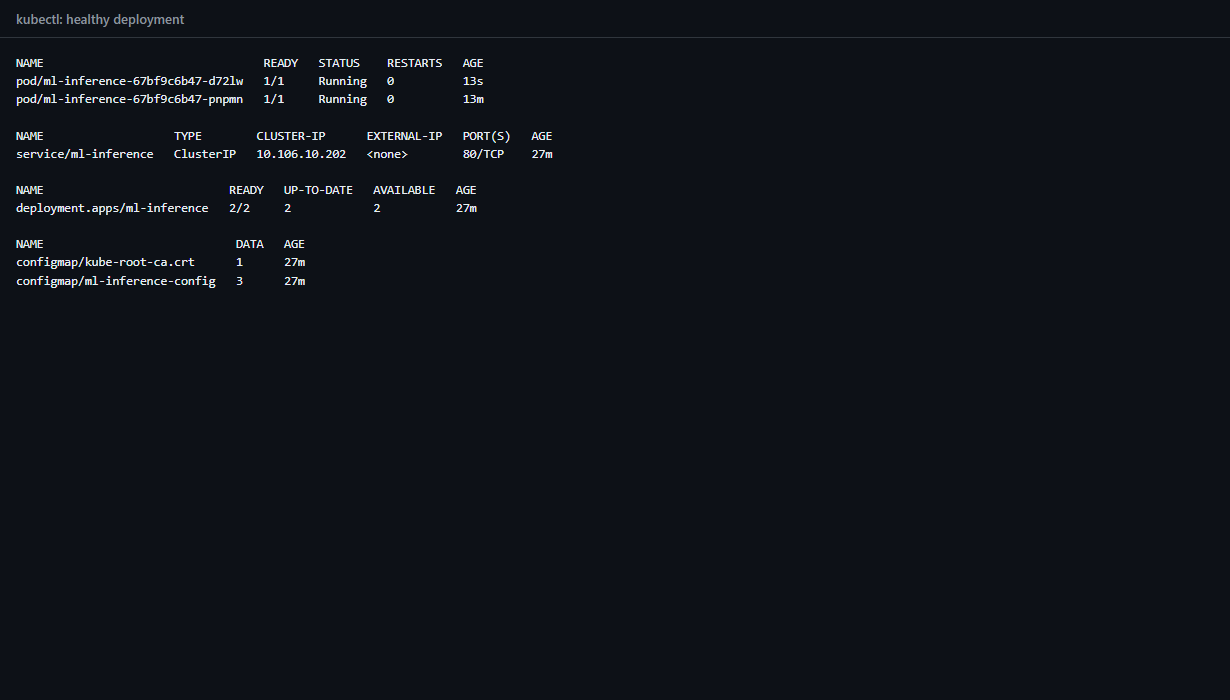 kubectl: healthy deployment
NAME                                READY   STATUS    RESTARTS   AGE
pod/ml-inference-67bf9c6b47-d72lw   1/1     Running   0          13s
pod/ml-inference-67bf9c6b47-pnpmn   1/1     Running   0          13m
NAME                   TYPE        CLUSTER-IP      EXTERNAL-IP   PORT(S)   AGE
service/ml-inference   ClusterIP   10.106.10.202   <none>        80/TCP    27m
NAME                           READY   UP-TO-DATE   AVAILABLE   AGE
deployment.apps/ml-inference   2/2     2            2           27m
NAME                            DATA   AGE
configmap/kube-root-ca.crt      1      27m
configmap/ml-inference-config   3      27m